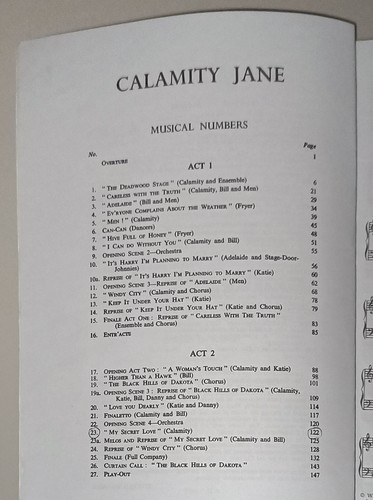 CALAMITY JANE
MUSICAL NUMBERS
No. Page
OVERTURE 1
ACT 1
1. "THE DEADWOOD STAGE" (Calamity and Ensemble) 6
2. "CARELESS WITH THE TRUTH" (Calamity, Bill and Men) 21
3. "ADELAIDE" (Bill and Men) 29
4. "EV'RYONE COMPLAINS ABOUT THE WEATHER" (Fryer) 34
5. "MEN!" (Calamity) 39
6. CAN-CAN (Dancers) 45
7. "HIVE FULL OF HONEY" (Fryer) 48
8. "I CAN DO WITHOUT YOU" (Calamity and Bill) 51
9. OPENING SCENE 2—Orchestra 55
10. "IT'S HARRY I'M PLANNING TO MARRY" (Adelaide and Stage-Door-
Johnnies) 56
10a. REPRISE OF "IT'S HARRY I'M PLANNING TO MARRY" (Katie) 60
11. OPENING SCENE 3—REPRISE OF "ADELAIDE" (Men) 62
12. "WINDY CITY" (Calamity and Chorus) 68
13. "KEEP IT UNDER YOUR HAT" (Katie) 78
14. REPRISE OF "KEEP IT UNDER YOUR HAT" (Katie and Chorus) 79
15. FINALE ACT ONE: REPRISE OF "CARELESS WITH THE TRUTH"
(Ensemble and Chorus) 83
16. ENTR'ACTE 85
ACT 2
17. OPENING ACT TWO: "A WOMAN'S TOUCH" (Calamity and Katie) 88
18. "HIGHER THAN A HAWK" (Bill) 98
19. "THE BLACK HILLS OF DAKOTA" (Chorus) 101
19a. OPENING SCENE 3: REPRISE OF "BLACK HILLS OF DAKOTA" (Calamity,
Katie, Bill, Danny and Chorus) 109
20. "LOVE YOU DEARLY" (Katie and Danny) 114
21. FINALETTO (Calamity and Bill) 117
22. OPENING SCENE 4—Orchestra 120
23. "MY SECRET LOVE" (Calamity) 122
23a. MELOS AND REPRISE OF "MY SECRET LOVE" (Calamity and Bill) 125
24. REPRISE OF "WINDY CITY" (Chorus) 128
25. FINALE (Full Company) 132
26. CURTAIN CALL: "THE BLACK HILLS OF DAKOTA" 143
27. PLAY-OUT 147